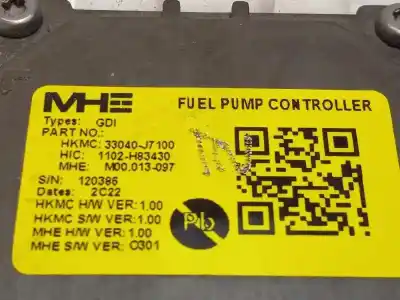 MHE
FUEL PUMP CONTROLLER
Types: GDI
PART NO.:
HKMC: 33040-J7100
HIC: 1102-H83430
MHE: M00.013-097
S/N: 120386
Dates: 2C22
HKMC H/W VER: 1.00
HKMC S/W VER: 1.00
MHE H/W VER: 1.00
MHE S/W VER: 0301
Pb